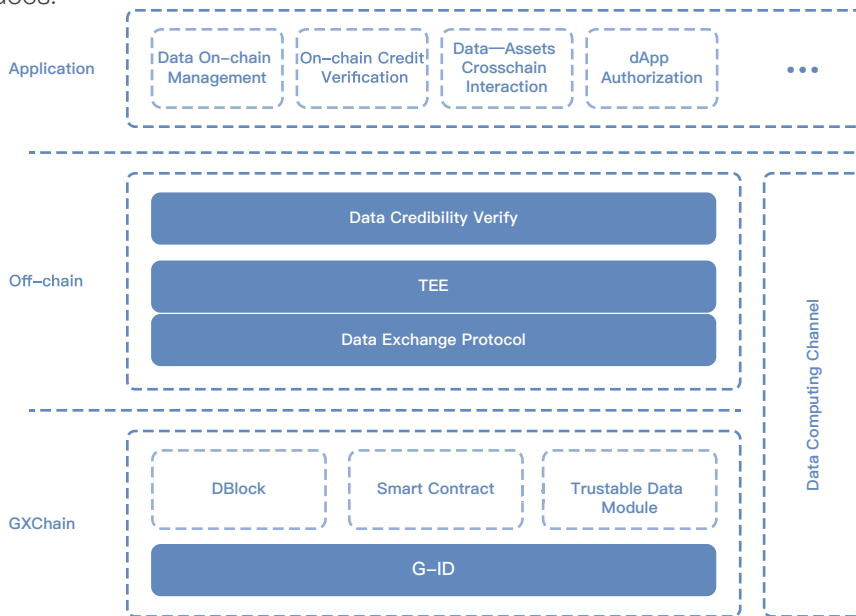 Application
Data On-chain
Management
On-chain Credit
Verification
Data—Assets
Crosschain
Interaction
dApp
Authorization
...
Off-chain
Data Credibility Verify
TEE
Data Exchange Protocol
Data Computing Channel
GXChain
DBlock
Smart Contract
Trustable Data
Module
G-ID